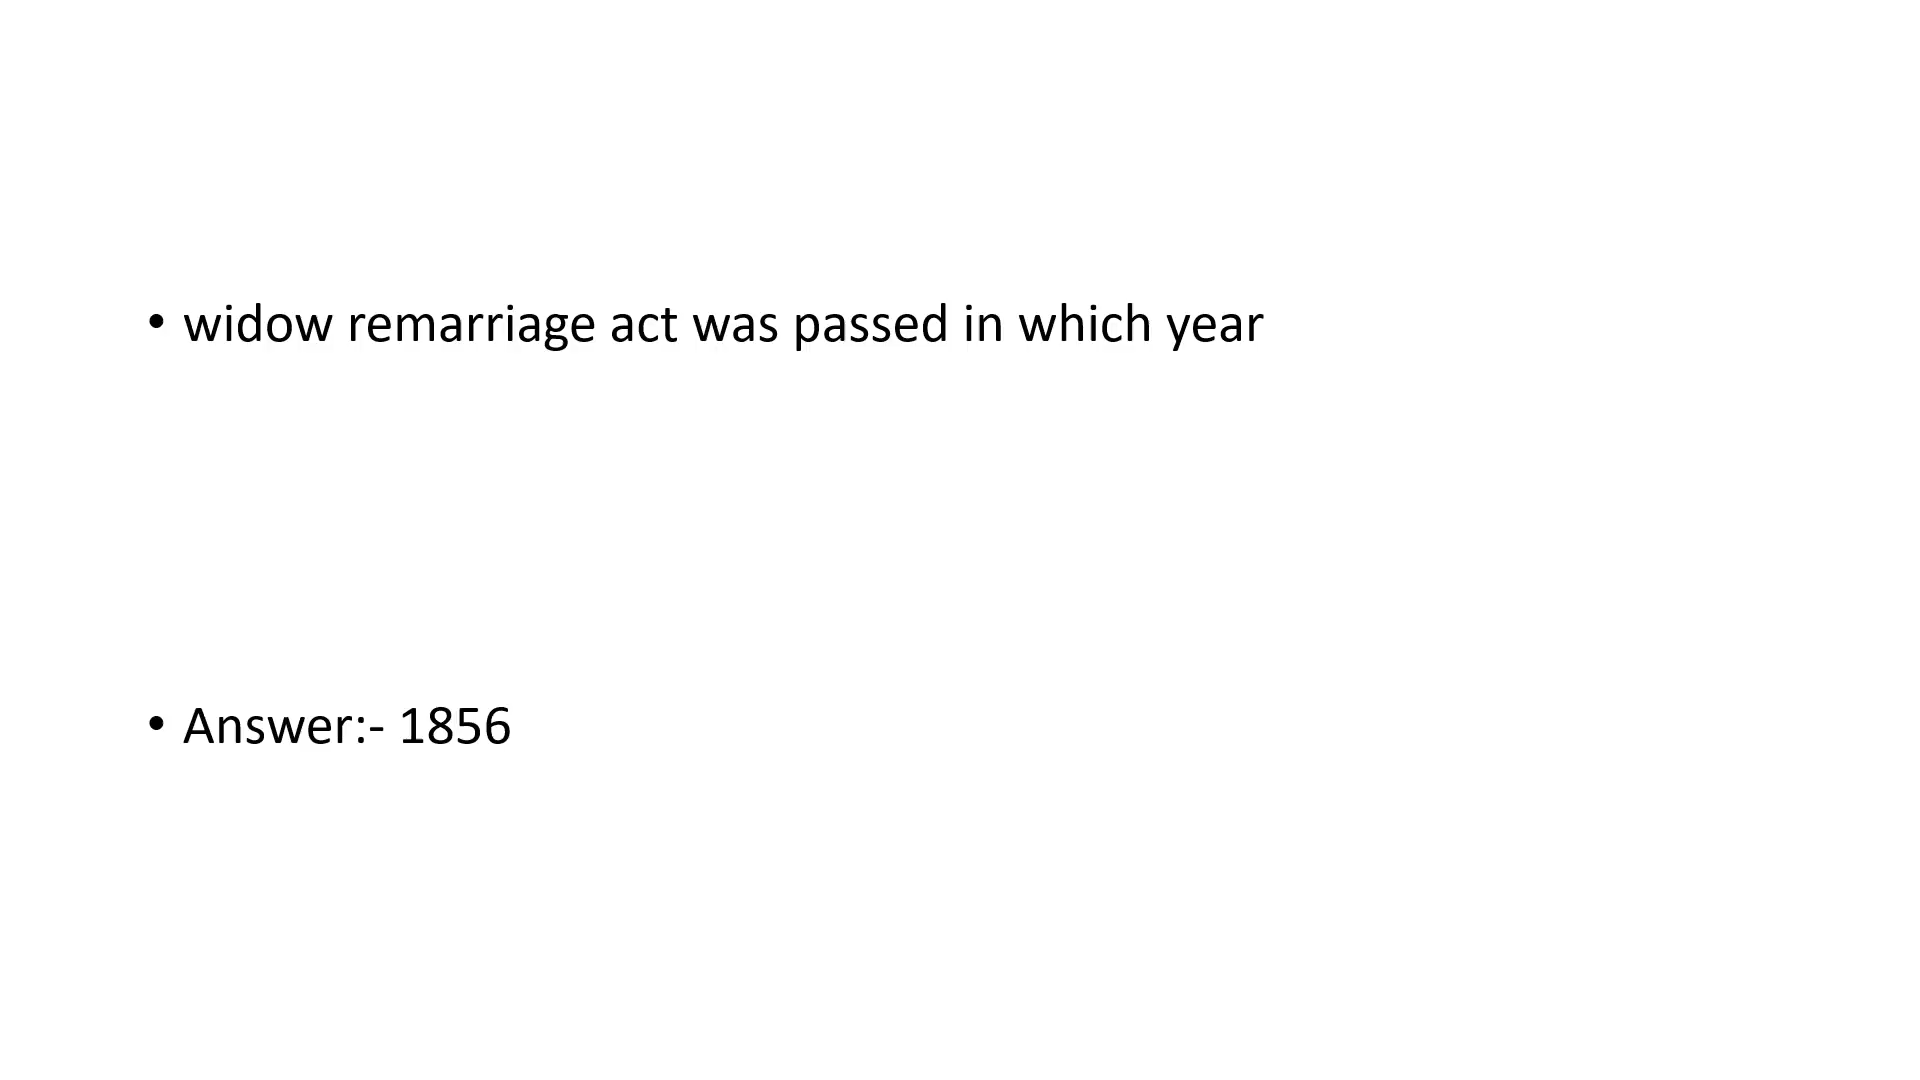 • widow remarriage act was passed in which year
• Answer:- 1856